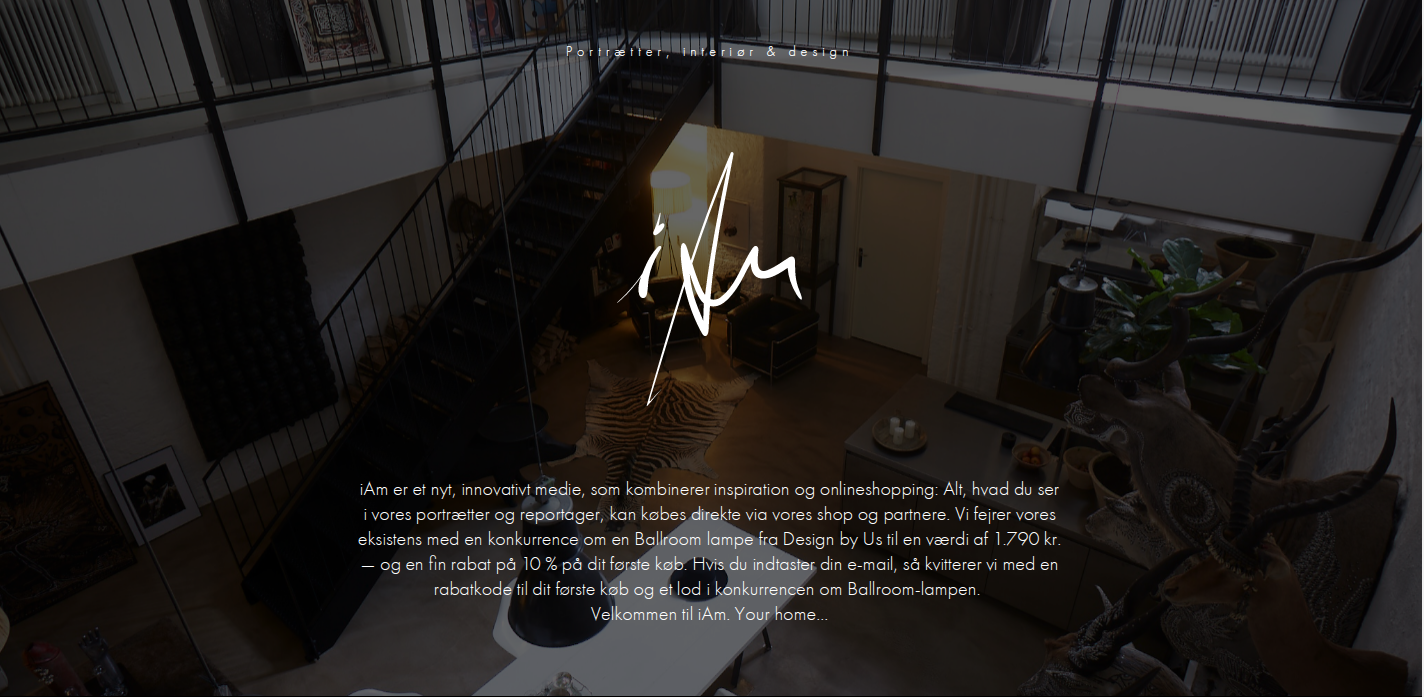 Portrætter, interiør & design
iAm
iAm er et nyt, innovativt medie, som kombinerer inspiration og onlineshopping: Alt, hvad du ser
i vores portrætter og reportager, kan købes direkte via vores shop og partnere. Vi fejrer vores
eksistens med en konkurrence om en Ballroom lampe fra Design by Us til en værdi af 1.790 kr.
– og en fin rabat på 10 % på dit første køb. Hvis du indtaster din e-mail, så kvitterer vi med en
rabatkode til dit første køb og et lod i konkurrencen om Ballroom-lampen.
Velkommen til iAm. Your home...